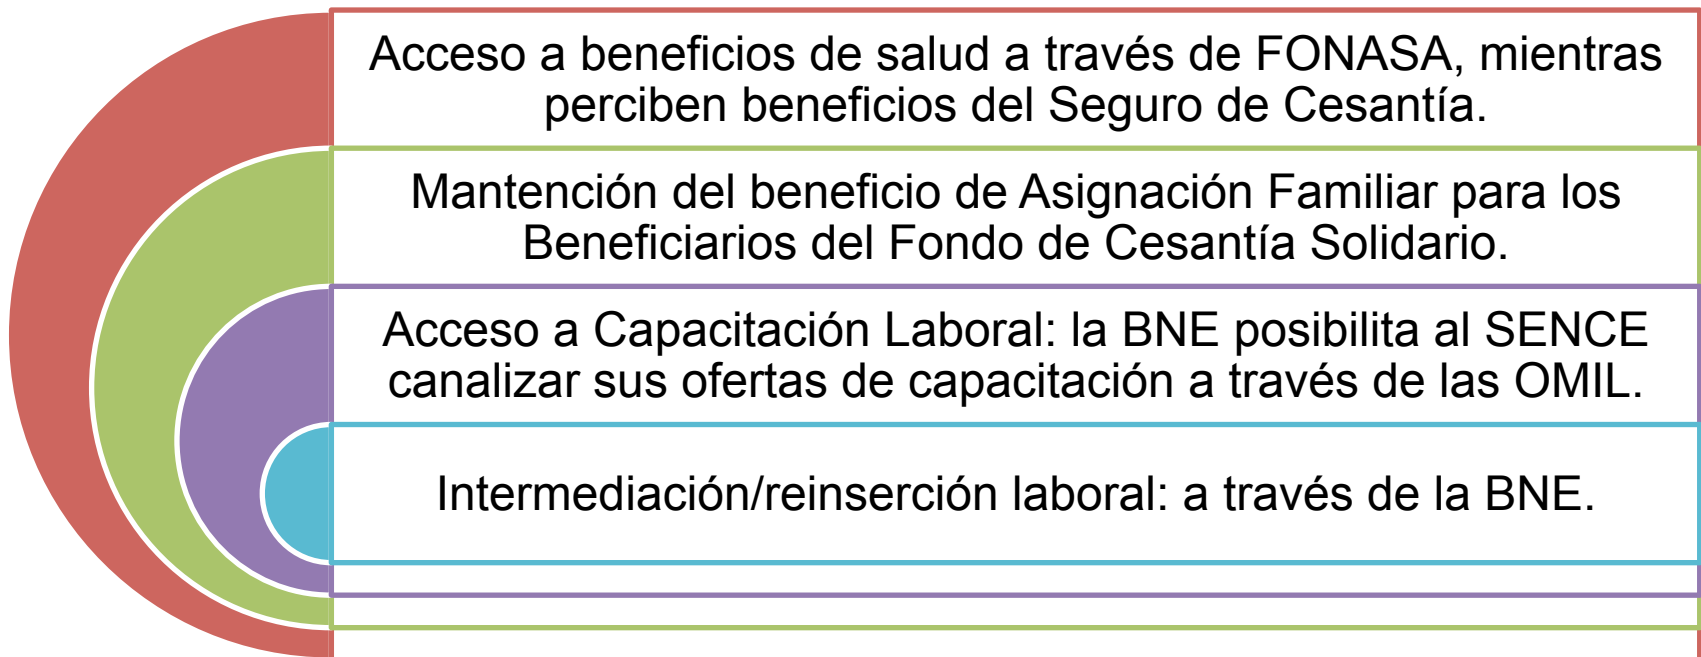 Acceso a beneficios de salud a través de FONASA, mientras
perciben beneficios del Seguro de Cesantía.
Mantención del beneficio de Asignación Familiar para los
Beneficiarios del Fondo de Cesantía Solidario.
Acceso a Capacitación Laboral: la BNE posibilita al SENCE
canalizar sus ofertas de capacitación a través de las OMIL.
Intermediación/reinserción laboral: a través de la BNE.